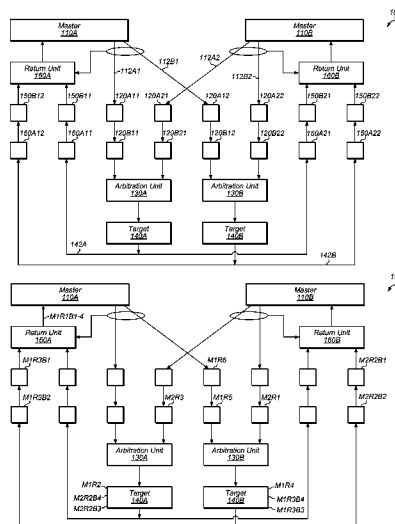 10
Master
110A
Master
110B
112B1
112A2
112A1
112B2
Return Unit
160A
Return Unit
160B
150B12
150B11
120A11
120A21
120A12
120A22
150B21
150B22
150A12
150A11
120B11
120B21
120B12
120B22
150A21
150A22
Arbitration Unit
130A
Arbitration Unit
130B
Target
140A
Target
140B
142A
142B
10
Master
110A
Master
110B
M1R1B1-4
Return Unit
160A
Return Unit
160B
M1R3B1
M1R6
M2R2B1
M1R3B2
M2R3
M1R5
M2R1
M2R2B2
Arbitration Unit
130A
Arbitration Unit
130B
M1R2
M2R2B4
M2R2B3
Target
140A
Target
140B
M1R4
M1R3B4
M1R3B3